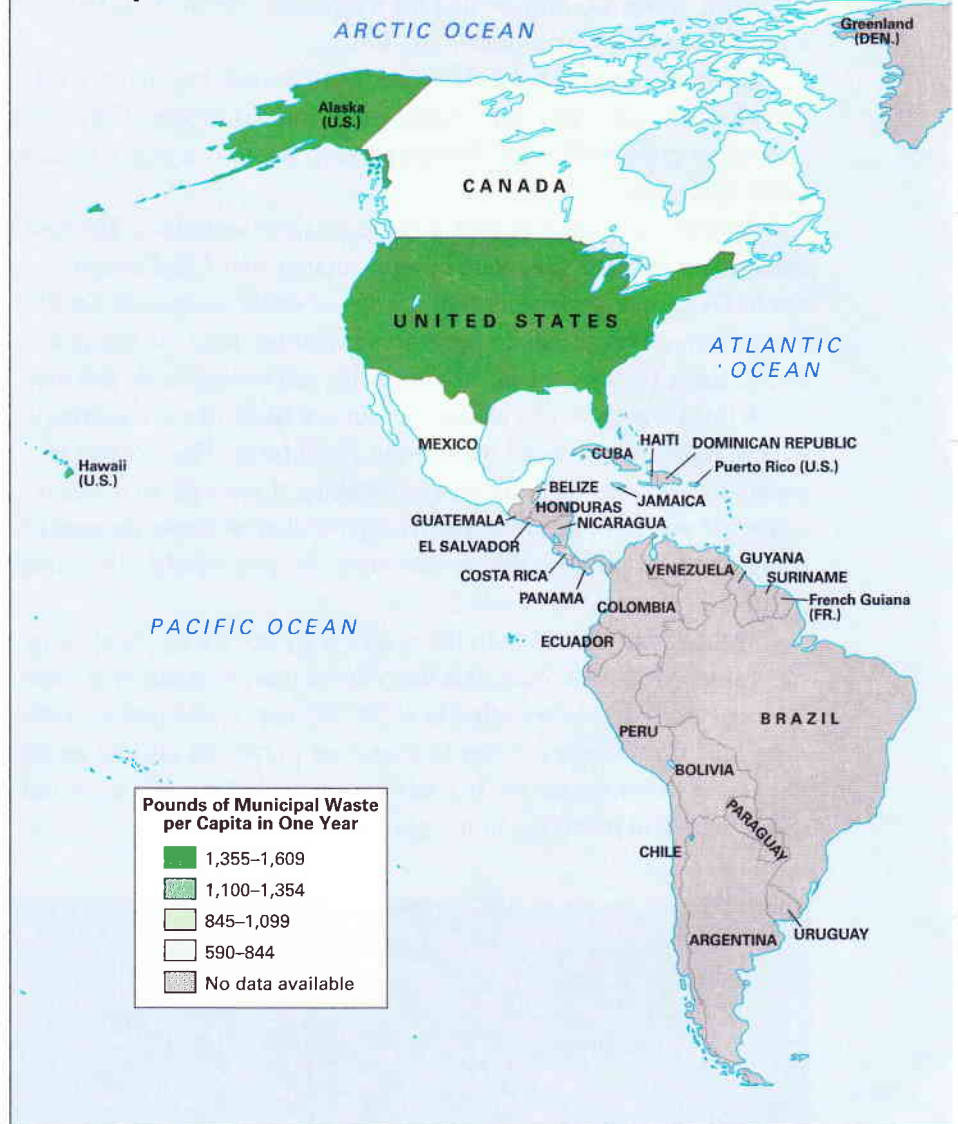 ARCTIC OCEAN
Greenland
(DEN.)
Alaska
(U.S.)
CANADA
UNITED STATES
ATLANTIC
OCEAN
MEXICO
Hawaii
(U.S.)
CUBA
HAITI
DOMINICAN REPUBLIC
Puerto Rico (U.S.)
BELIZE
JAMAICA
HONDURAS
GUATEMALA
NICARAGUA
EL SALVADOR
COSTA RICA
PANAMA
VENEZUELA
GUYANA
SURINAME
French Guiana
(FR.)
COLOMBIA
PACIFIC OCEAN
ECUADOR
BRAZIL
PERU
BOLIVIA
PARAGUAY
CHILE
URUGUAY
ARGENTINA
Pounds of Municipal Waste
per Capita in One Year
1,355–1,609
1,100–1,354
845–1,099
590–844
No data available